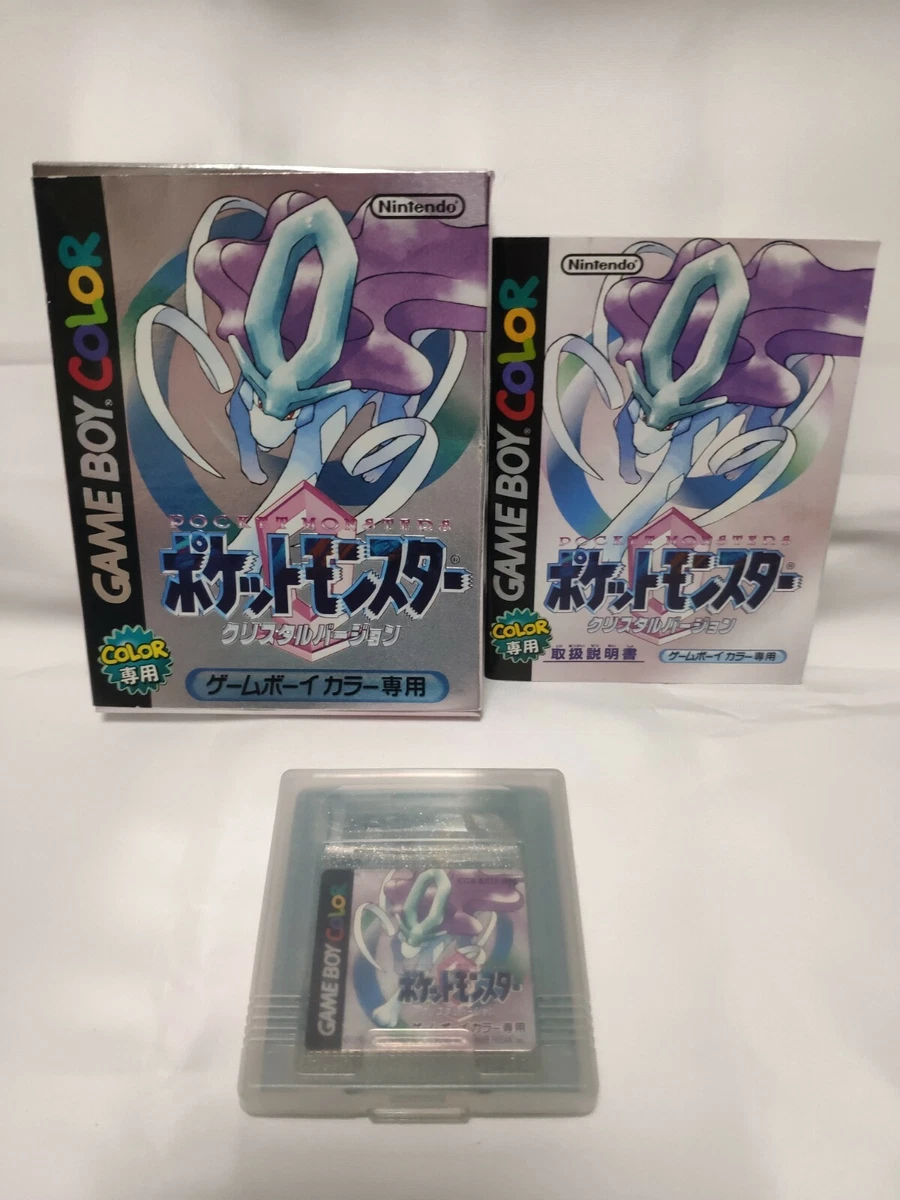 Nintendo®
GAME BOY® COLOR
POCKET MONSTERS
ポケットモンスター®
クリスタルバージョン
COLOR
専用
ゲームボーイ カラー専用
Nintendo®
GAME BOY® COLOR
POCKET MONSTERS
ポケットモンスター®
クリスタルバージョン
COLOR
専用
取扱説明書
ゲームボーイ カラー専用
GAME BOY COLOR
ポケットモンスター
カラー専用